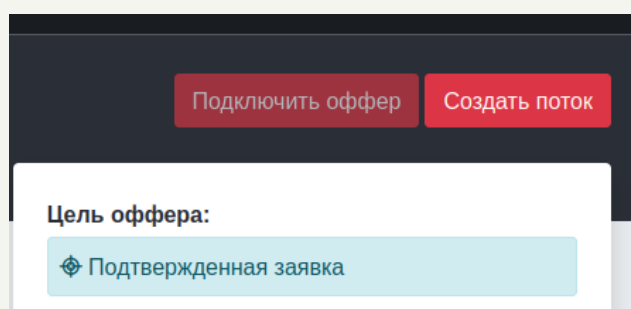 Подключить оффер Создать поток
Цель оффера:
Подтвержденная заявка